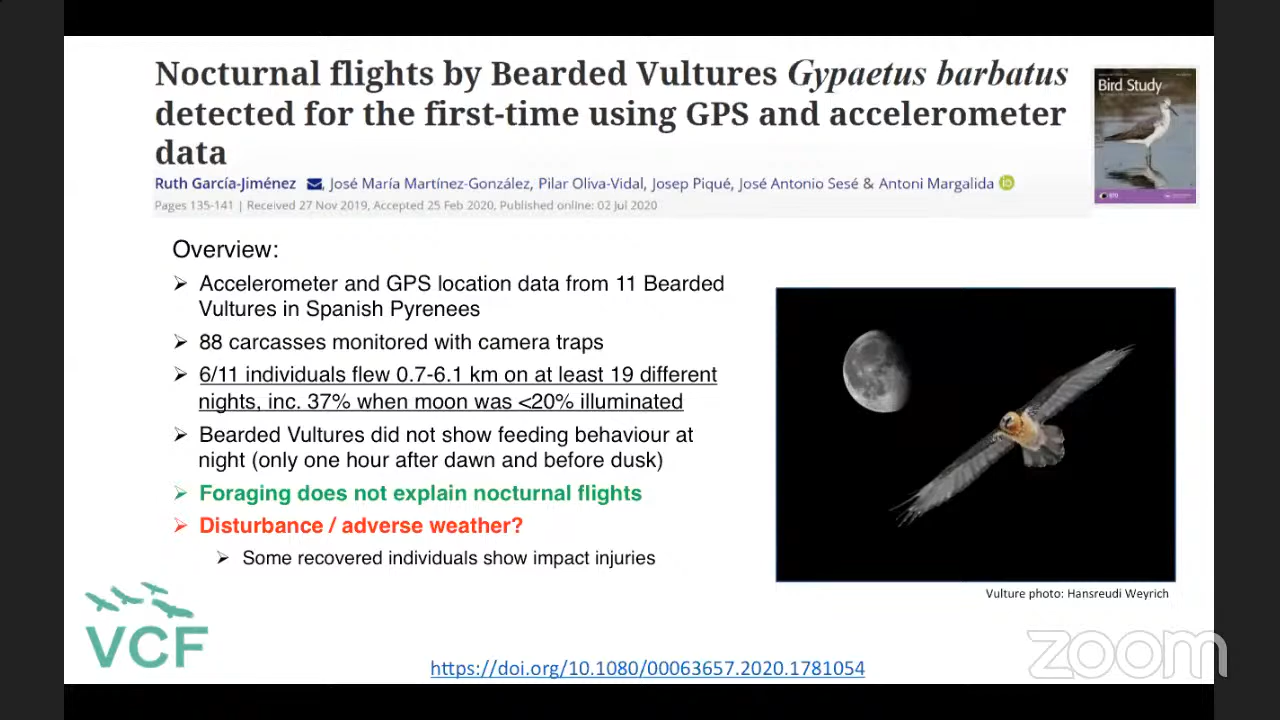 Nocturnal flights by Bearded Vultures Gypaetus barbatus
detected for the first-time using GPS and accelerometer
data
Ruth García-Jiménez , José María Martínez-González, Pilar Oliva-Vidal, Josep Piqué, José Antonio Sesé & Antoni Margalida iD
Pages 135-141 | Received 27 Nov 2019, Accepted 25 Feb 2020, Published online: 02 Jul 2020
Bird Study
Overview:
➢ Accelerometer and GPS location data from 11 Bearded
Vultures in Spanish Pyrenees
➢ 88 carcasses monitored with camera traps
➢ 6/11 individuals flew 0.7-6.1 km on at least 19 different
nights, inc. 37% when moon was <20% illuminated
➢ Bearded Vultures did not show feeding behaviour at
night (only one hour after dawn and before dusk)
➢ Foraging does not explain nocturnal flights
➢ Disturbance / adverse weather?
➢ Some recovered individuals show impact injuries
Vulture photo: Hansreudi Weyrich
VCF
https://doi.org/10.1080/00063657.2020.1781054
zoom